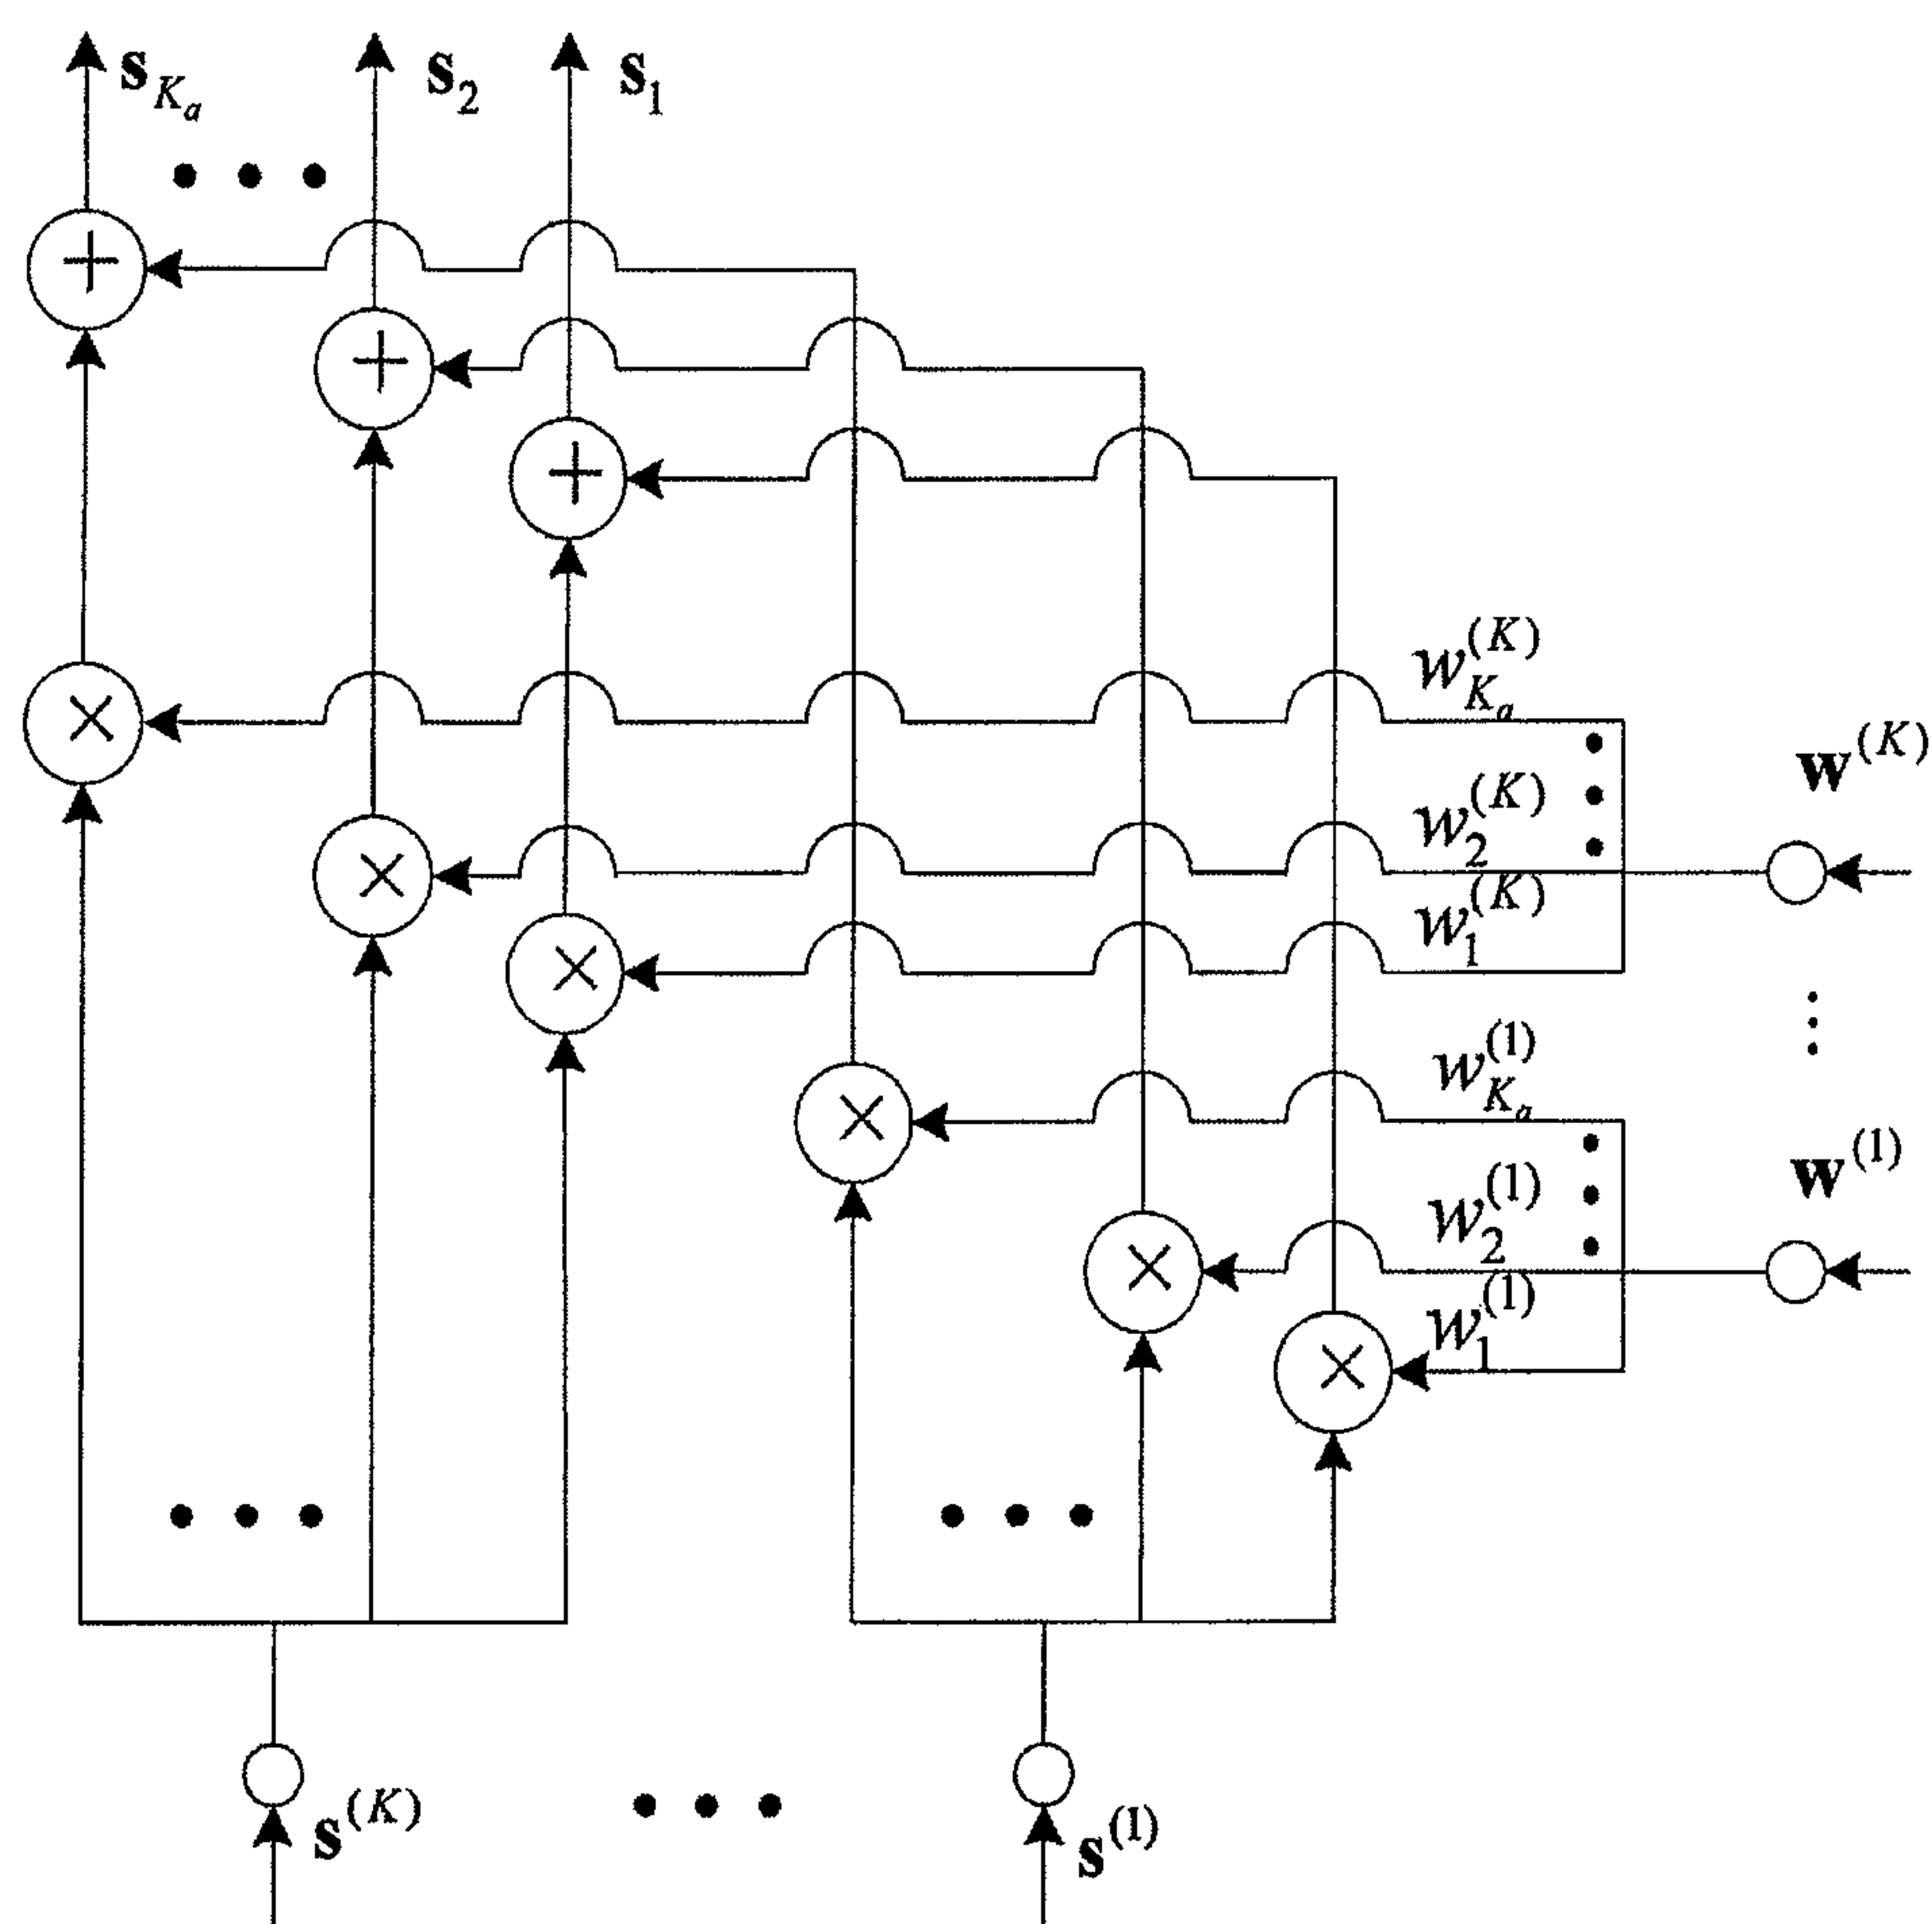 s_{K_a} s_2 s_1
w_{K_a}^{(K)}
w^{(K)}
w_2^{(K)}
w_1^{(K)}
w_{K_a}^{(1)}
w^{(1)}
w_2^{(1)}
w_1^{(1)}
s^{(K)} s^{(1)}